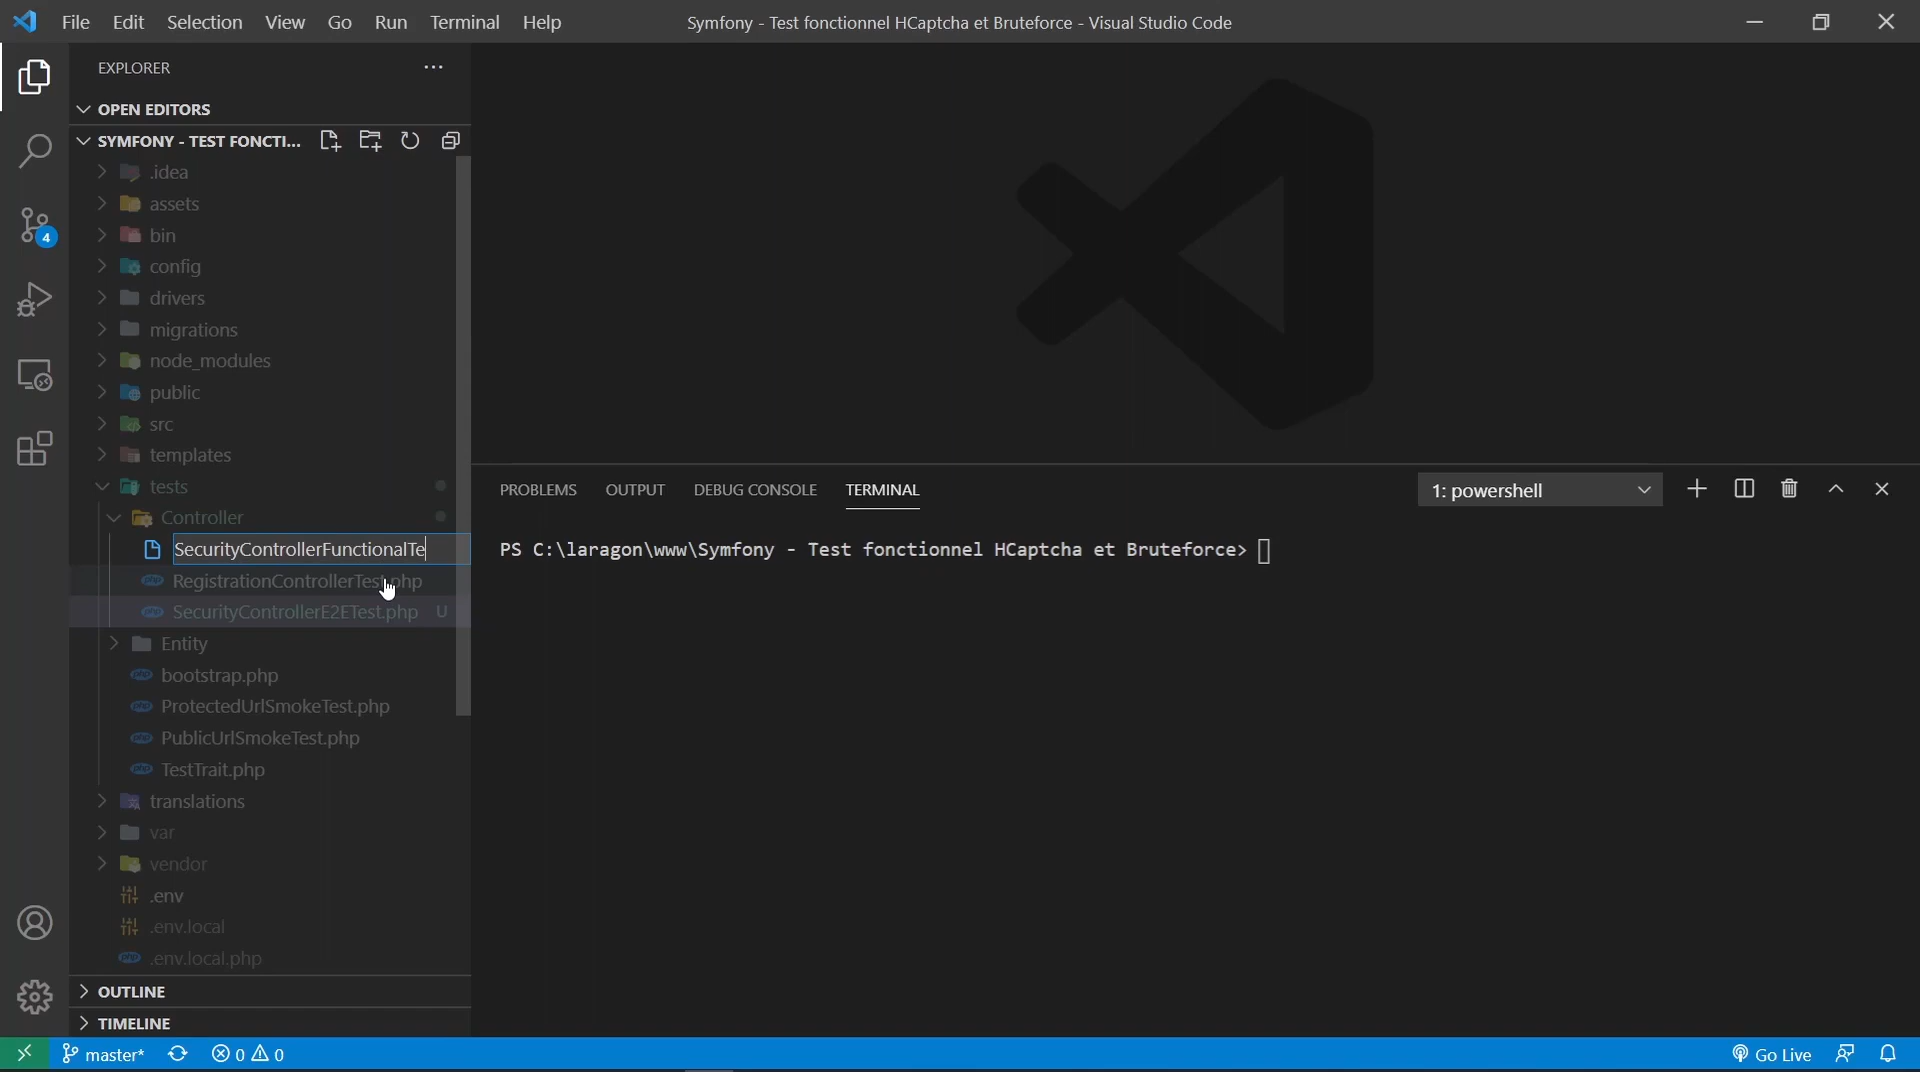 File Edit Selection View Go Run Terminal Help
Symfony - Test fonctionnel HCaptcha et Bruteforce - Visual Studio Code
EXPLORER
OPEN EDITORS
SYMFONY - TEST FONCTI...
.idea
assets
bin
4
config
drivers
migrations
node_modules
public
src
templates
tests
Controller
SecurityControllerFunctionalTe
RegistrationControllerTest.php
SecurityControllerE2ETest.php U
Entity
bootstrap.php
ProtectedUrlSmokeTest.php
PublicUrlSmokeTest.php
TestTrait.php
translations
var
vendor
.env
.env.local
.env.local.php
OUTLINE
TIMELINE
PROBLEMS OUTPUT DEBUG CONSOLE TERMINAL
1: powershell
PS C:\laragon\www\Symfony - Test fonctionnel HCaptcha et Bruteforce>
master* 0 0
Go Live